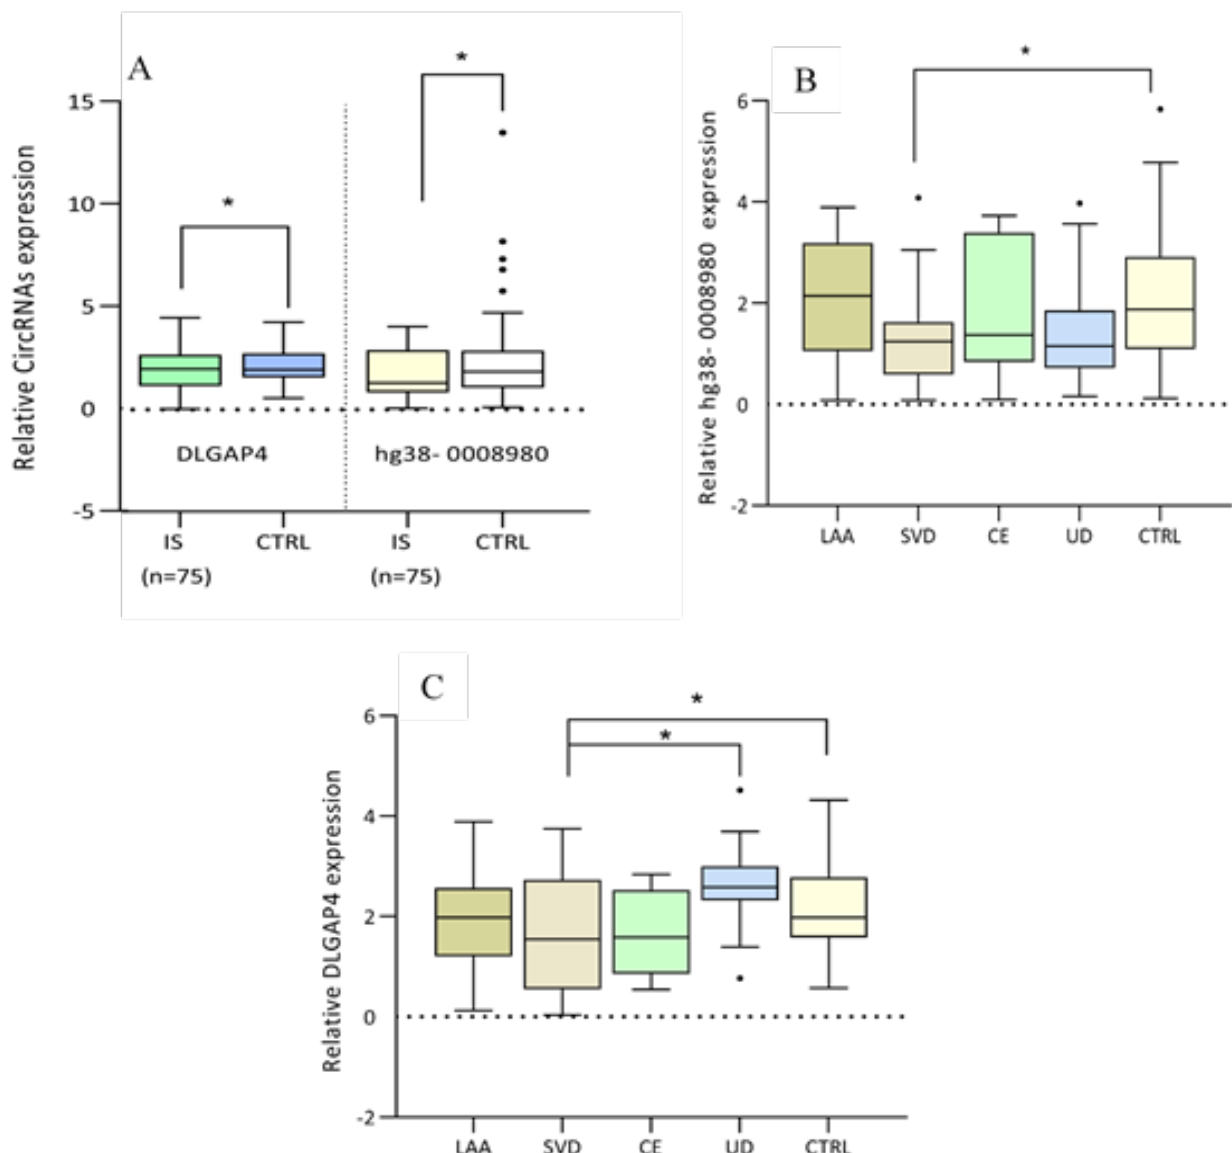 A
*
*
15
10
5
0
-5
Relative CircRNAs expression
DLGAP4
hg38- 0008980
IS
CTRL
IS
CTRL
(n=75)
(n=75)
B
*
6
4
2
0
-2
Relative hg38- 0008980 expression
LAA
SVD
CE
UD
CTRL
C
*
*
6
4
2
0
-2
Relative DLGAP4 expression
LAA
SVD
CE
UD
CTRL